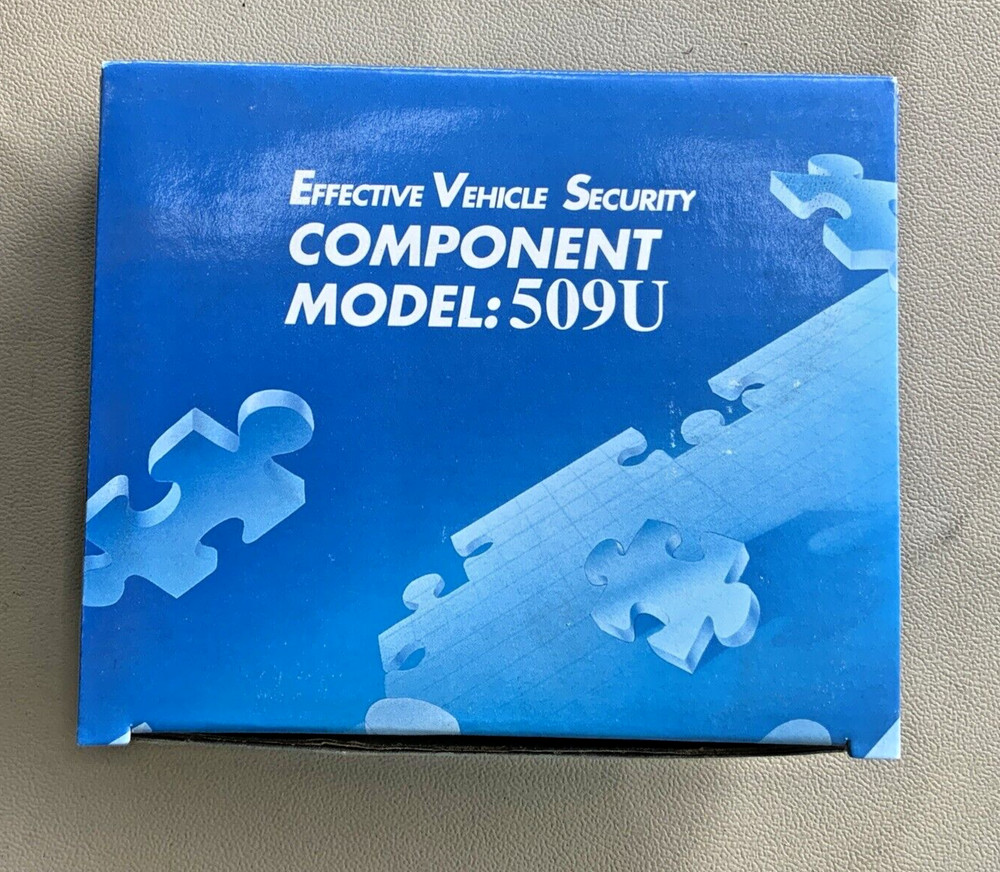 EFFECTIVE VEHICLE SECURITY
COMPONENT
MODEL: 509U